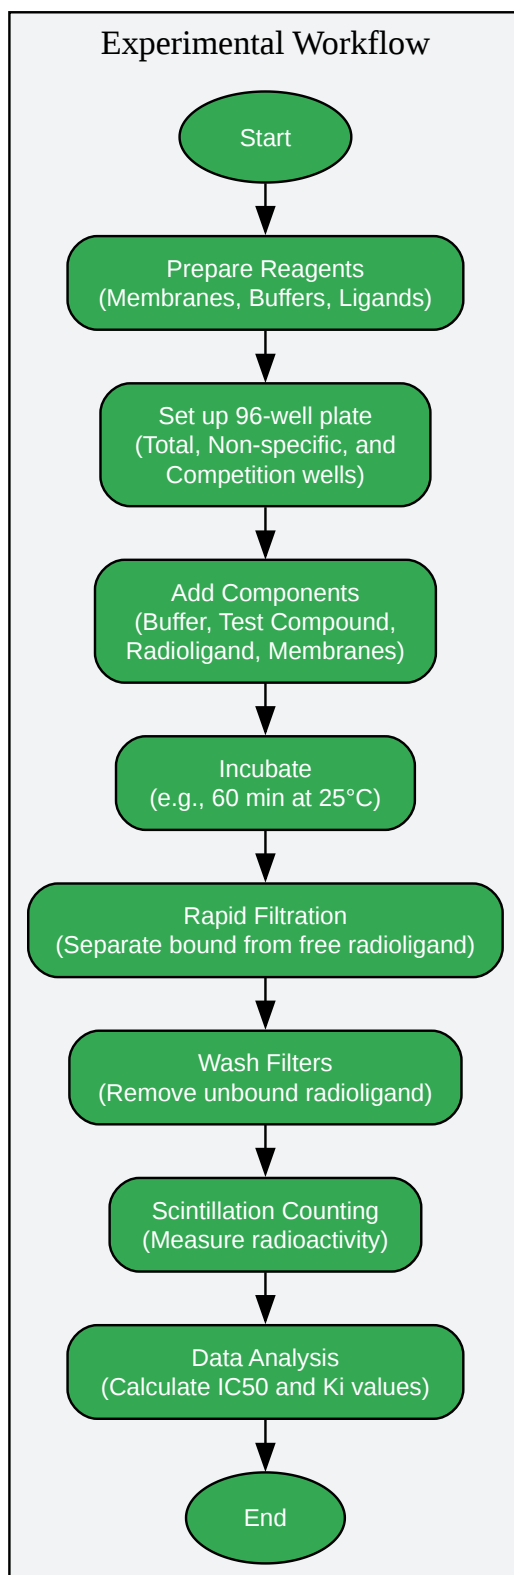 Experimental Workflow
Start
Prepare Reagents
(Membranes, Buffers, Ligands)
Set up 96-well plate
(Total, Non-specific, and
Competition wells)
Add Components
(Buffer, Test Compound,
Radioligand, Membranes)
Incubate
(e.g., 60 min at 25°C)
Rapid Filtration
(Separate bound from free radioligand)
Wash Filters
(Remove unbound radioligand)
Scintillation Counting
(Measure radioactivity)
Data Analysis
(Calculate IC50 and Ki values)
End